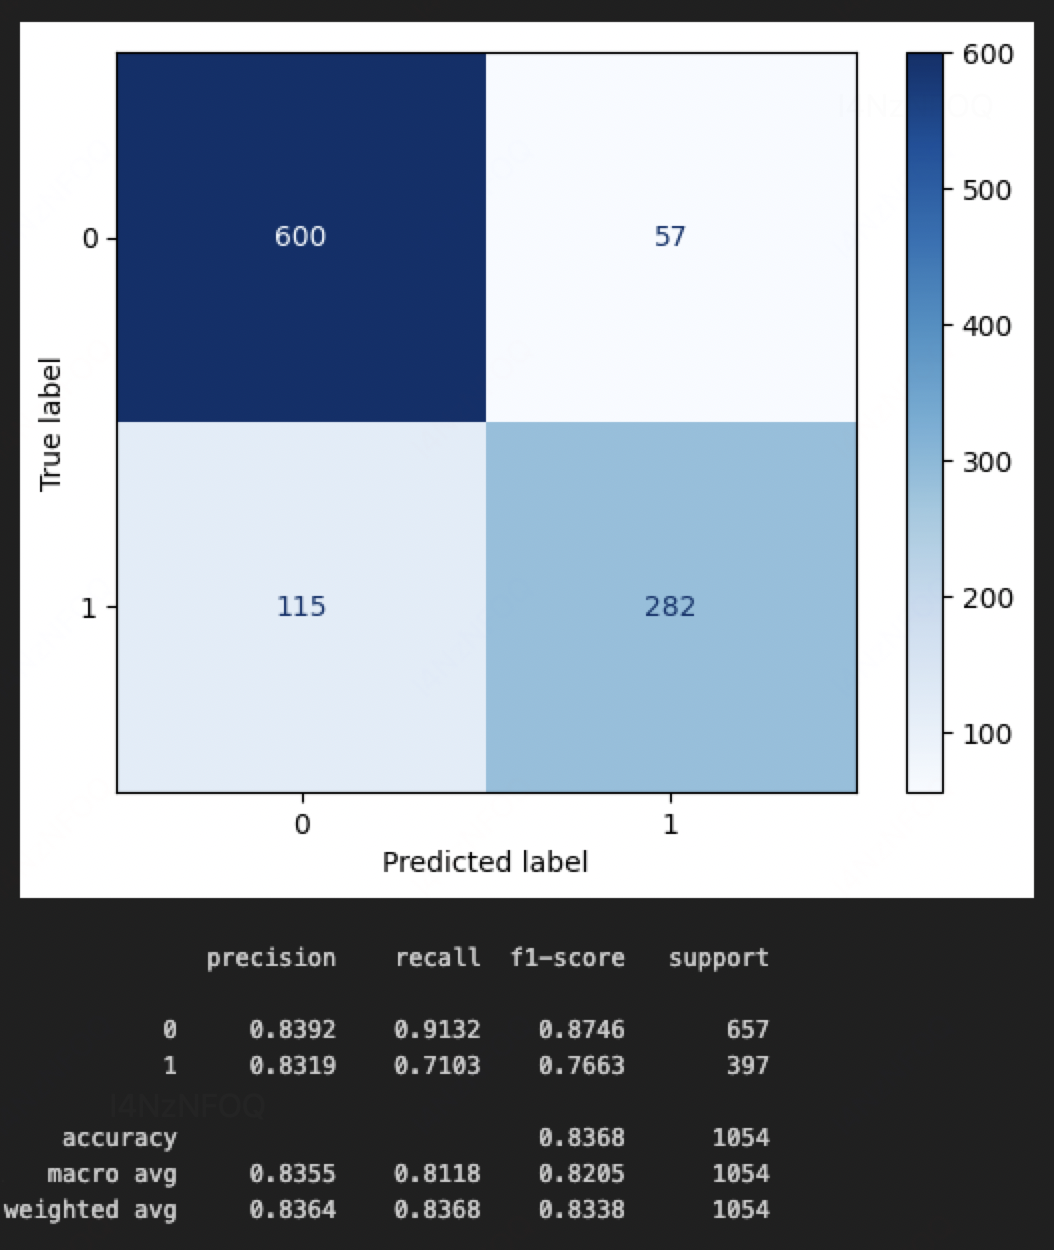 600
500
400
300
200
100
0
600
57
True label
1
115
282
0
1
Predicted label
precision recall f1-score support
0 0.8392 0.9132 0.8746 657
1 0.8319 0.7103 0.7663 397
I4NzNFOQ
accuracy 0.8368 1054
macro avg 0.8355 0.8118 0.8205 1054
weighted avg 0.8364 0.8368 0.8338 1054